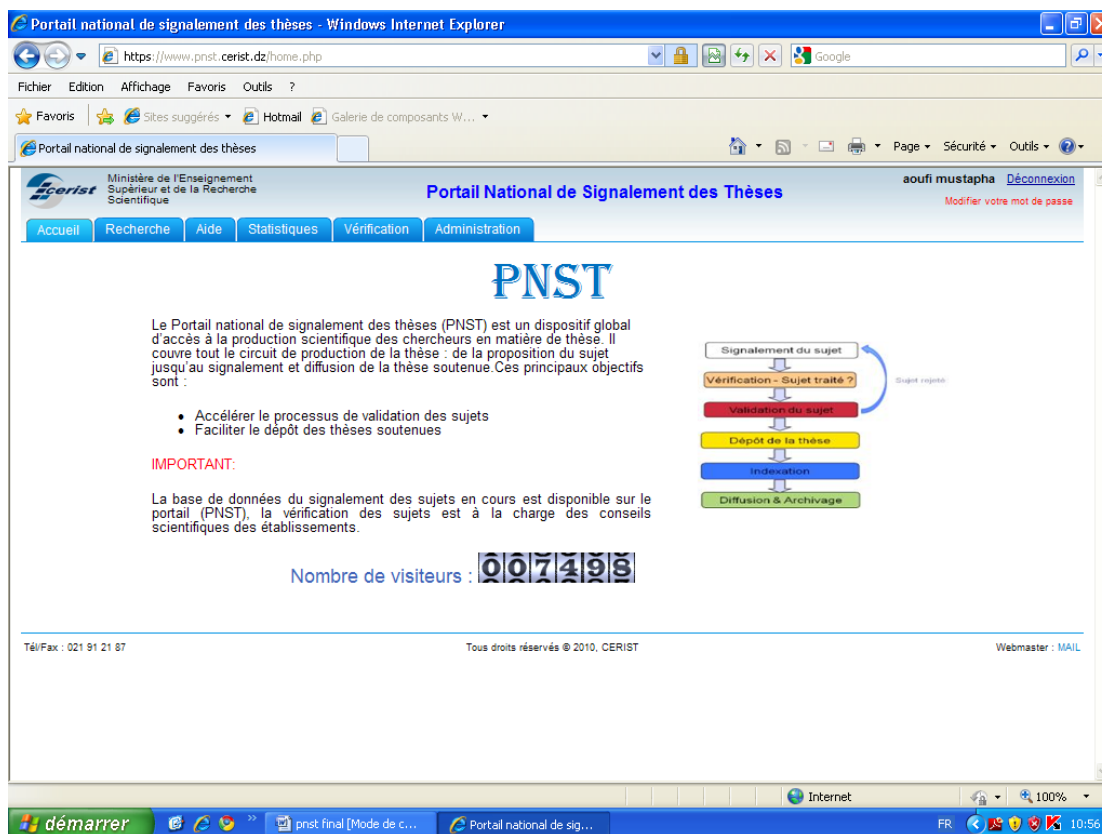 Portail national de signalement des thèses - Windows Internet Explorer
https://www.pnst.cerist.dz/home.php
Google
Fichier Edition Affichage Favoris Outils ?
Favoris Sites suggérés Hotmail Galerie de composants W...
Portail national de signalement des thèses
Page Sécurité Outils
cerist
Ministère de l'Enseignement
Supèrieur et de la Recherche
Scientifique
Portail National de Signalement des Thèses
aoufi mustapha Déconnexion
Modifier votre mot de passe
Accueil Recherche Aide Statistiques Vérification Administration
PNST
Le Portail national de signalement des thèses (PNST) est un dispositif global
d'accès à la production scientifique des chercheurs en matière de thèse. Il
couvre tout le circuit de production de la thèse : de la proposition du sujet
jusqu'au signalement et diffusion de la thèse soutenue.Ces principaux objectifs
sont :
• Accélérer le processus de validation des sujets
• Faciliter le dépôt des thèses soutenues
IMPORTANT:
La base de données du signalement des sujets en cours est disponible sur le
portail (PNST), la vérification des sujets est à la charge des conseils
scientifiques des établissements.
Nombre de visiteurs : 007498
Signalement du sujet
Vérification - Sujet traité ?
Sujet rejeté
Validation du sujet
Dépôt de la thèse
Indexation
Diffusion & Archivage
Tél/Fax : 021 91 21 87
Tous droits réservés © 2010, CERIST
Webmaster : MAIL
Internet
100%
démarrer
pnst final [Mode de c...
Portail national de sig...
FR
10:56